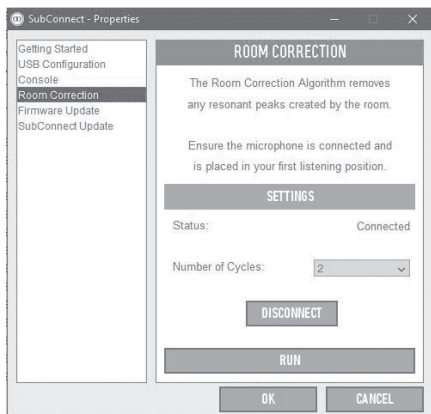 SubConnect - Properties
Getting Started
USB Configuration
Console
Room Correction
Firmware Update
SubConnect Update
ROOM CORRECTION
The Room Correction Algorithm removes
any resonant peaks created by the room.
Ensure the microphone is connected and
is placed in your first listening position.
SETTINGS
Status: Connected
Number of Cycles: 2
DISCONNECT
RUN
OK CANCEL